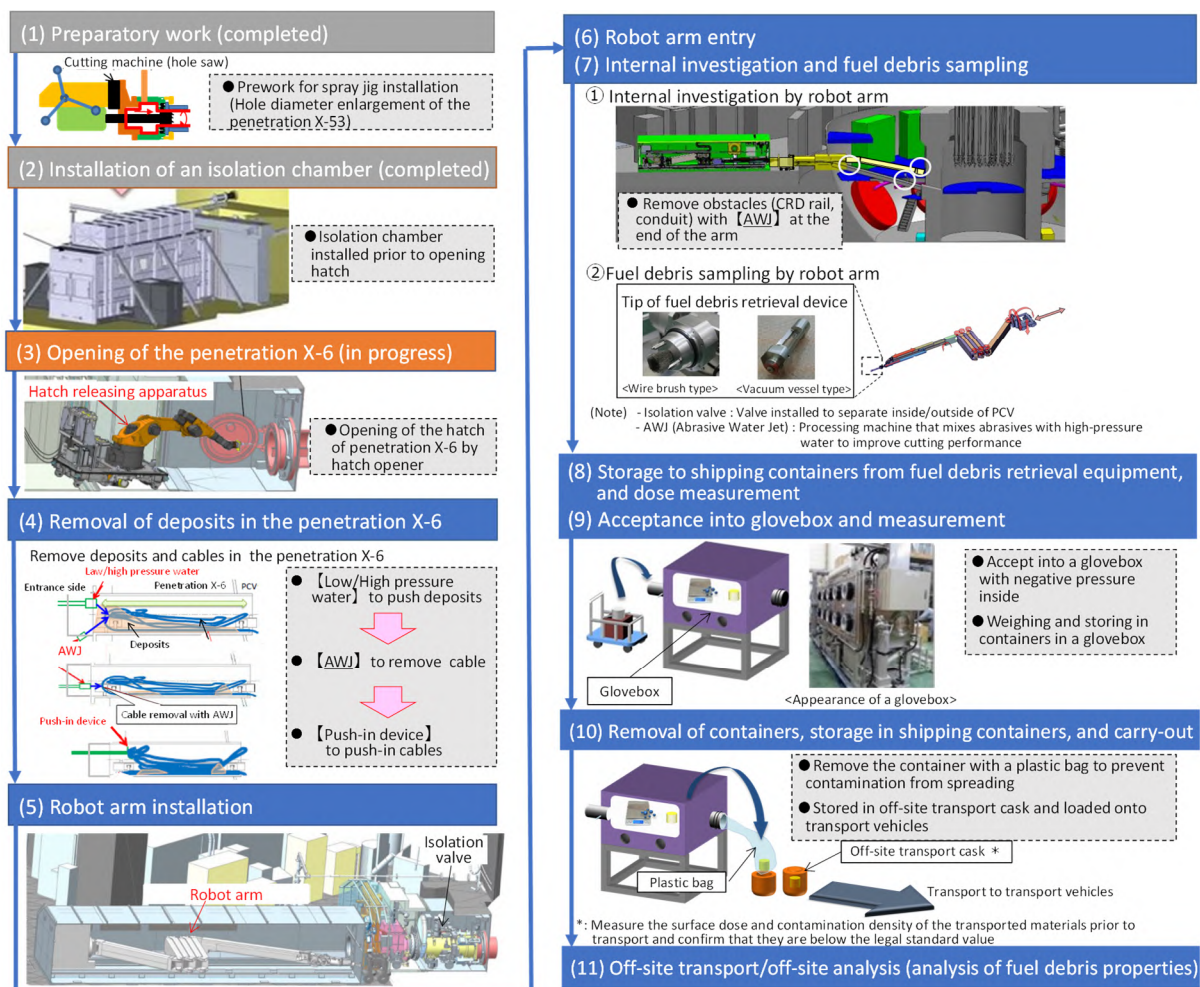 (1) Preparatory work (completed)
Cutting machine (hole saw)
● Prework for spray jig installation
(Hole diameter enlargement of the
penetration X-53)
(2) Installation of an isolation chamber (completed)
● Isolation chamber
installed prior to opening
hatch
(3) Opening of the penetration X-6 (in progress)
Hatch releasing apparatus
● Opening of the hatch
of penetration X-6 by
hatch opener
(4) Removal of deposits in the penetration X-6
Remove deposits and cables in the penetration X-6
Law/high pressure water
Entrance side
Penetration X-6
PCV
Deposits
AWJ
Cable removal with AWJ
Push-in device
● 【Low/High pressure
water】 to push deposits
● 【AWJ】 to remove cable
● 【Push-in device】
to push-in cables
(5) Robot arm installation
Isolation
valve
Robot arm
(6) Robot arm entry
(7) Internal investigation and fuel debris sampling
① Internal investigation by robot arm
● Remove obstacles (CRD rail,
conduit) with 【AWJ】 at the
end of the arm
②Fuel debris sampling by robot arm
Tip of fuel debris retrieval device
<Wire brush type>
<Vacuum vessel type>
(Note) - Isolation valve : Valve installed to separate inside/outside of PCV
- AWJ (Abrasive Water Jet) : Processing machine that mixes abrasives with high-pressure
water to improve cutting performance
(8) Storage to shipping containers from fuel debris retrieval equipment,
and dose measurement
(9) Acceptance into glovebox and measurement
Glovebox
<Appearance of a glovebox>
● Accept into a glovebox
with negative pressure
inside
● Weighing and storing in
containers in a glovebox
(10) Removal of containers, storage in shipping containers, and carry-out
● Remove the container with a plastic bag to prevent
contamination from spreading
● Stored in off-site transport cask and loaded onto
transport vehicles
Off-site transport cask *
Plastic bag
Transport to transport vehicles
*: Measure the surface dose and contamination density of the transported materials prior to
transport and confirm that they are below the legal standard value
(11) Off-site transport/off-site analysis (analysis of fuel debris properties)